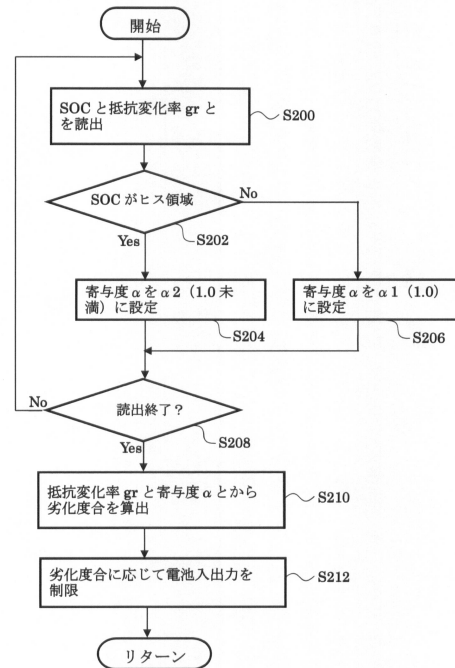 開始
SOCと抵抗変化率grと
を読出
S200
SOCがヒス領域
No
Yes
S202
寄与度αをα2（1.0未
満）に設定
S204
寄与度αをα1（1.0）
に設定
S206
No
読出終了？
S208
Yes
抵抗変化率grと寄与度αとから
劣化度合を算出
S210
劣化度合に応じて電池入出力を
制限
S212
リターン